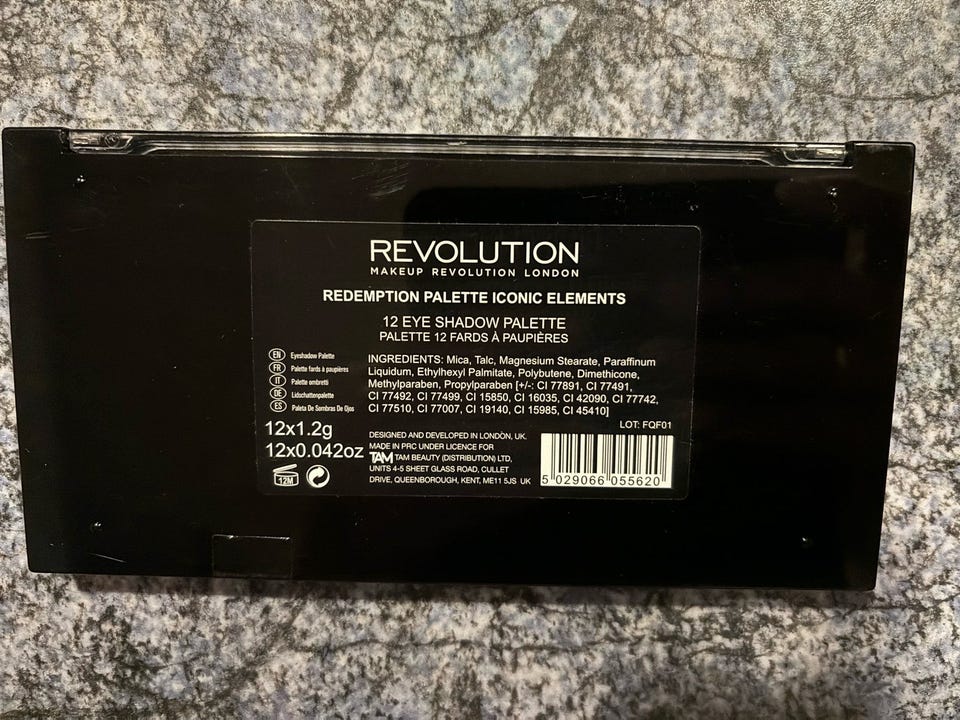 REVOLUTION
MAKEUP REVOLUTION LONDON
REDEMPTION PALETTE ICONIC ELEMENTS
12 EYE SHADOW PALETTE
PALETTE 12 FARDS À PAUPIÈRES
EN Eyeshadow Palette
FR Palette fards à paupières
IT Palette ombretti
DE Lidschattenpalette
ES Paleta De Sombras De Ojos
INGREDIENTS: Mica, Talc, Magnesium Stearate, Paraffinum
Liquidum, Ethylhexyl Palmitate, Polybutene, Dimethicone,
Methylparaben, Propylparaben [+/-: CI 77891, CI 77491,
CI 77492, CI 77499, CI 15850, CI 16035, CI 42090, CI 77742,
CI 77510, CI 77007, CI 19140, CI 15985, CI 45410]
LOT: FQF01
12x1.2g
12x0.042oz
12M
DESIGNED AND DEVELOPED IN LONDON, UK.
MADE IN PRC UNDER LICENCE FOR
TAM TAM BEAUTY (DISTRIBUTION) LTD,
UNITS 4-5 SHEET GLASS ROAD, CULLET
DRIVE, QUEENBOROUGH, KENT, ME11 5JS UK
5 029066 055620